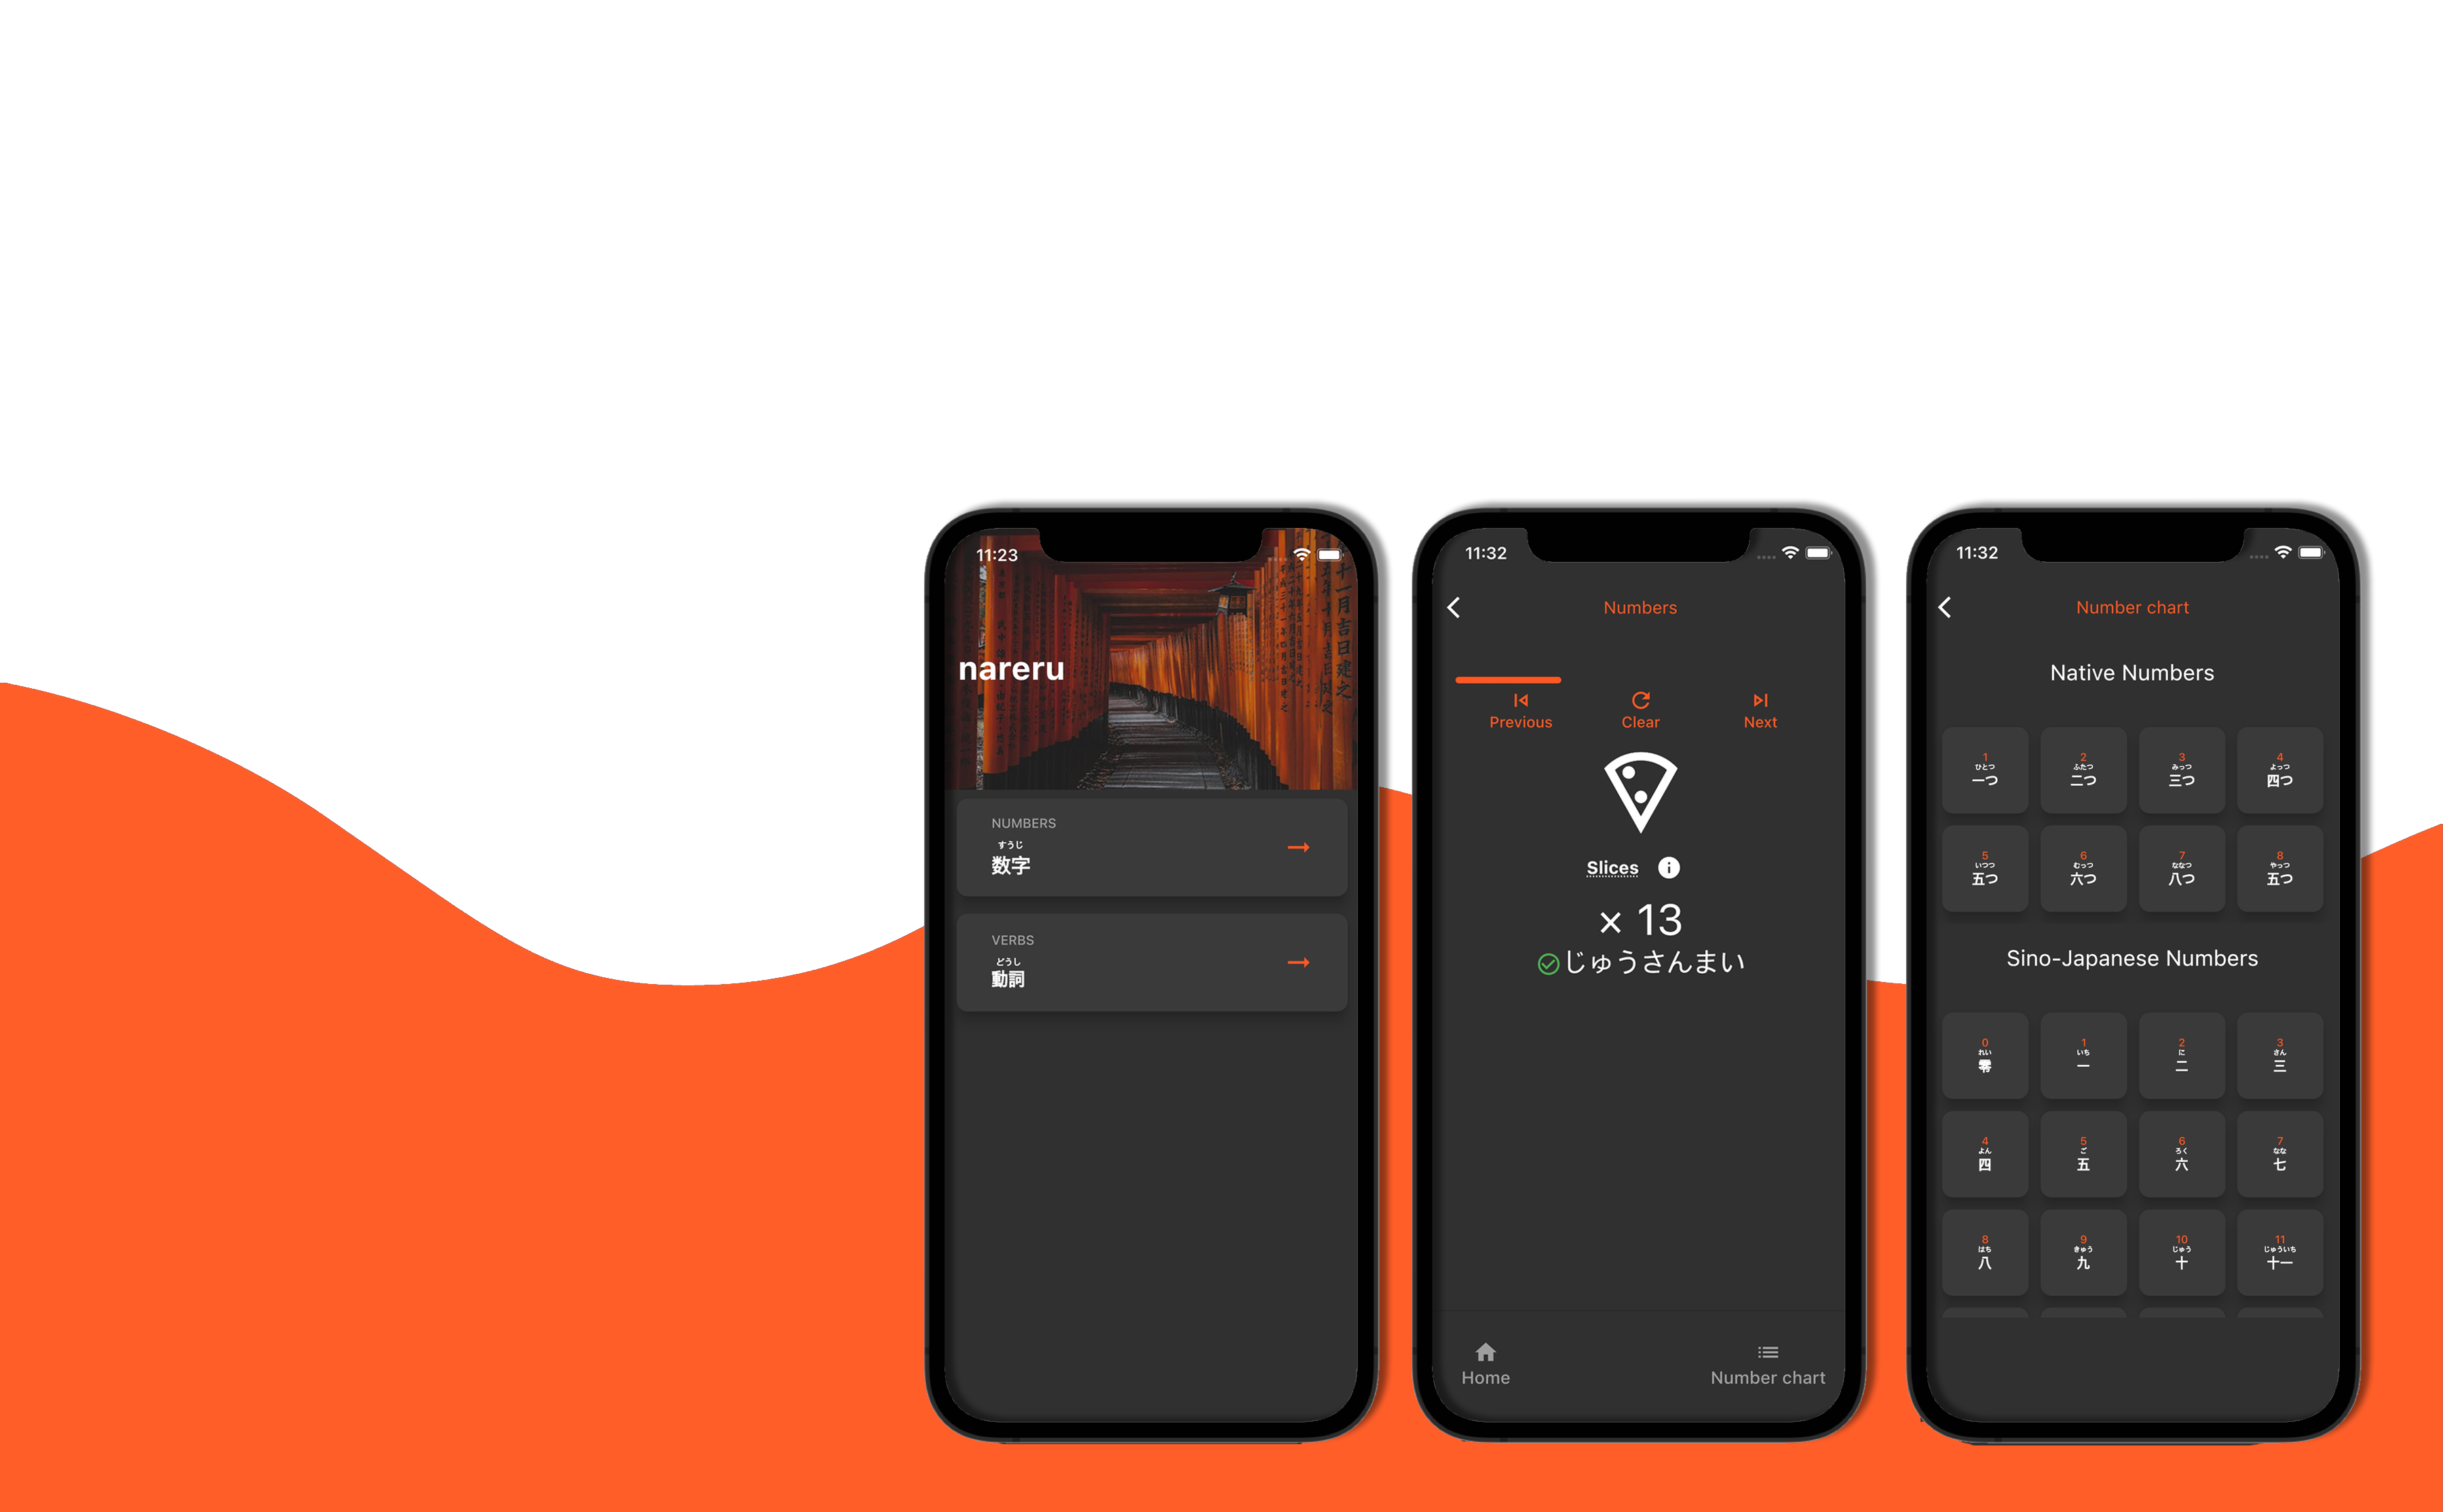 11:23
nareru
NUMBERS
すうじ
数字
VERBS
どうし
動詞
11:32
Numbers
Previous
Clear
Next
Slices
× 13
じゅうさんまい
Home
Number chart
11:32
Number chart
Native Numbers
1 2 3 4
ひとつ ふたつ みっつ よっつ
一つ 二つ 三つ 四つ
5 6 7 8
いつつ むっつ ななつ やっつ
五つ 六つ 八つ 五つ
Sino-Japanese Numbers
0 1 2 3
れい いち に さん
零 一 二 三
4 5 6 7
よん ご ろく なな
四 五 六 七
8 9 10 11
はち きゅう じゅう じゅういち
八 九 十 十一